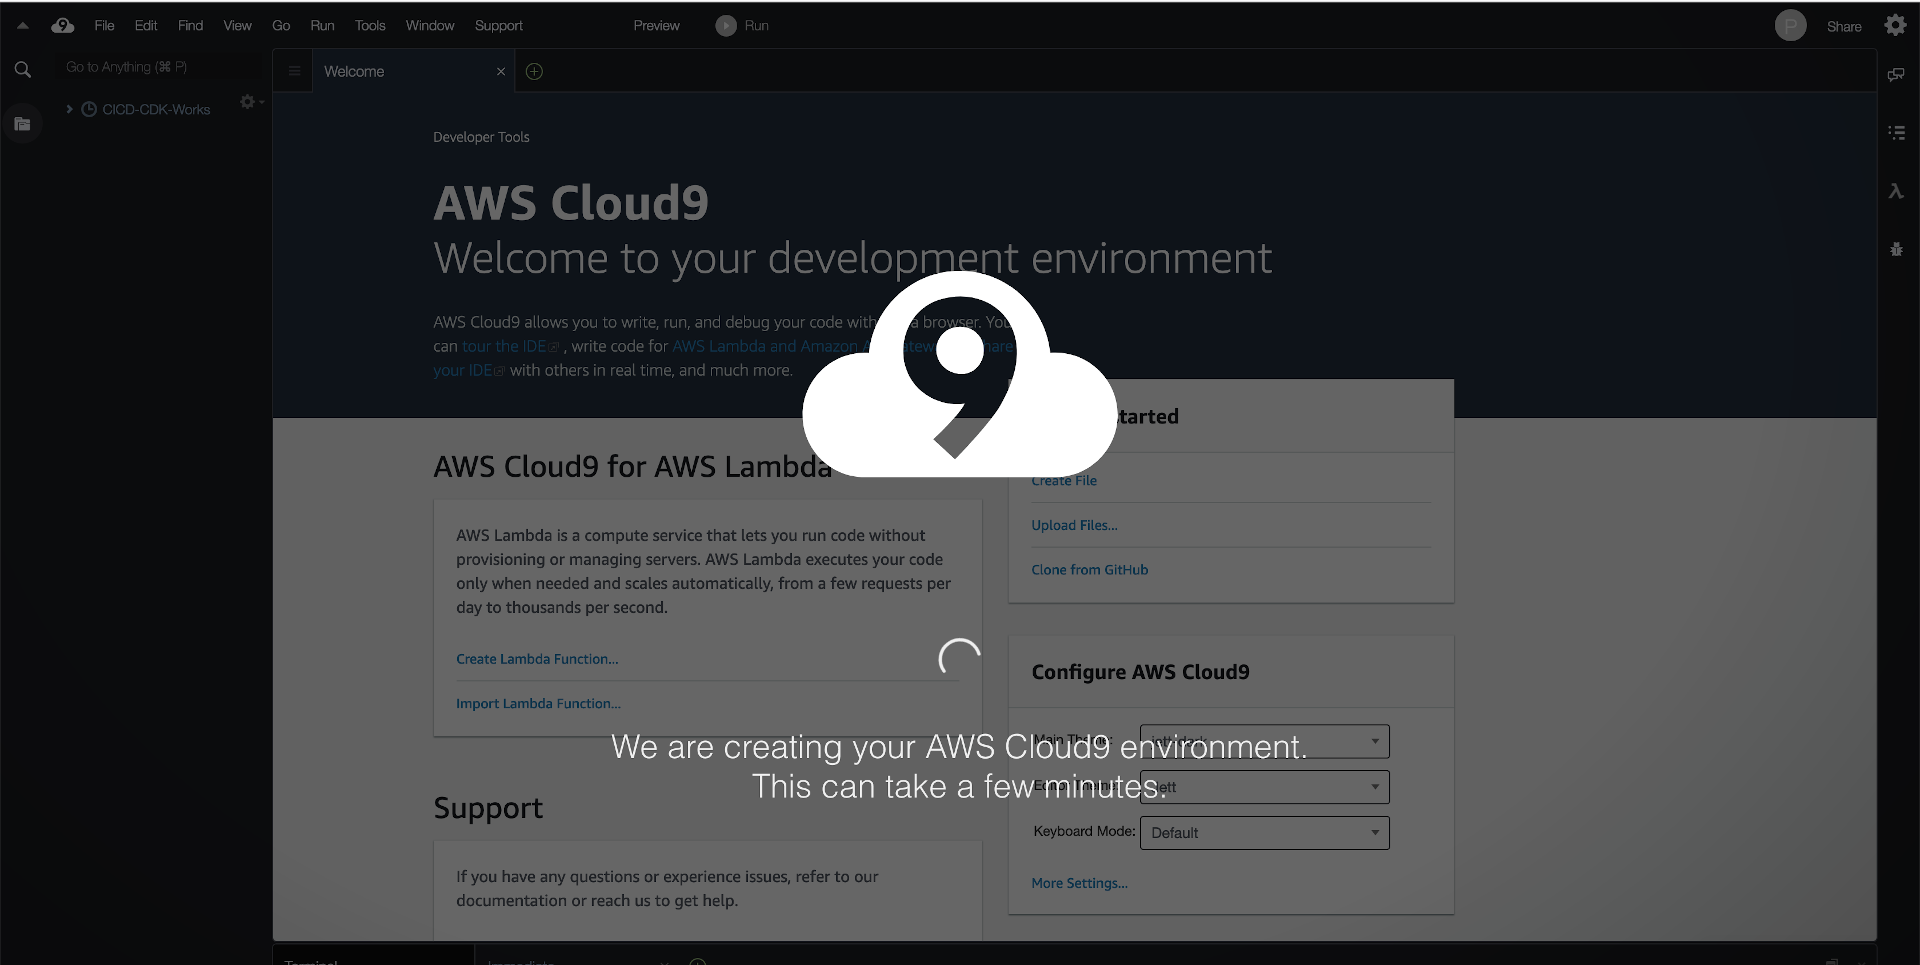 File Edit Find View Go Run Tools Window Support Preview Run P Share
Go to Anything (⌘ P)
Welcome
CICD-CDK-Works
Developer Tools
AWS Cloud9
Welcome to your development environment
AWS Cloud9 allows you to write, run, and debug your code with a browser. You
can tour the IDE , write code for AWS Lambda and Amazon
your IDE with others in real time, and much more.
9
AWS Cloud9 for AWS Lambda
AWS Lambda is a compute service that lets you run code without
provisioning or managing servers. AWS Lambda executes your code
only when needed and scales automatically, from a few requests per
day to thousands per second.
Create Lambda Function...
Import Lambda Function...
Support
If you have any questions or experience issues, refer to our
documentation or reach us to get help.
Create File
Upload Files...
Clone from GitHub
Configure AWS Cloud9
Main Theme:
Editor Theme:
Keyboard Mode: Default
More Settings...
We are creating your AWS Cloud9 environment.
This can take a few minutes.
Terminal Immediate